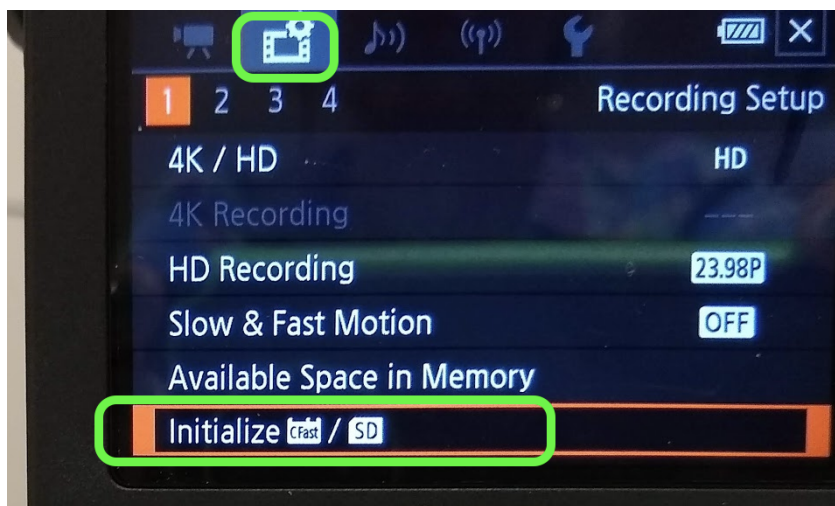 1 2 3 4 Recording Setup
4K / HD HD
4K Recording ---
HD Recording 23.98P
Slow & Fast Motion OFF
Available Space in Memory
Initialize CFast / SD